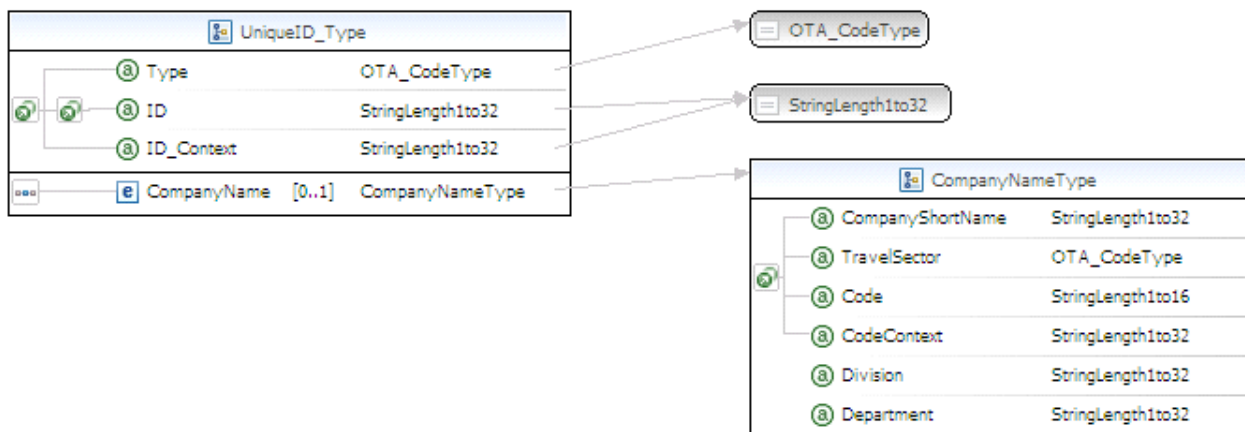 UniqueID_Type
Type OTA_CodeType
ID StringLength1to32
ID_Context StringLength1to32
CompanyName [0..1] CompanyNameType
OTA_CodeType
StringLength1to32
CompanyNameType
CompanyShortName StringLength1to32
TravelSector OTA_CodeType
Code StringLength1to16
CodeContext StringLength1to32
Division StringLength1to32
Department StringLength1to32